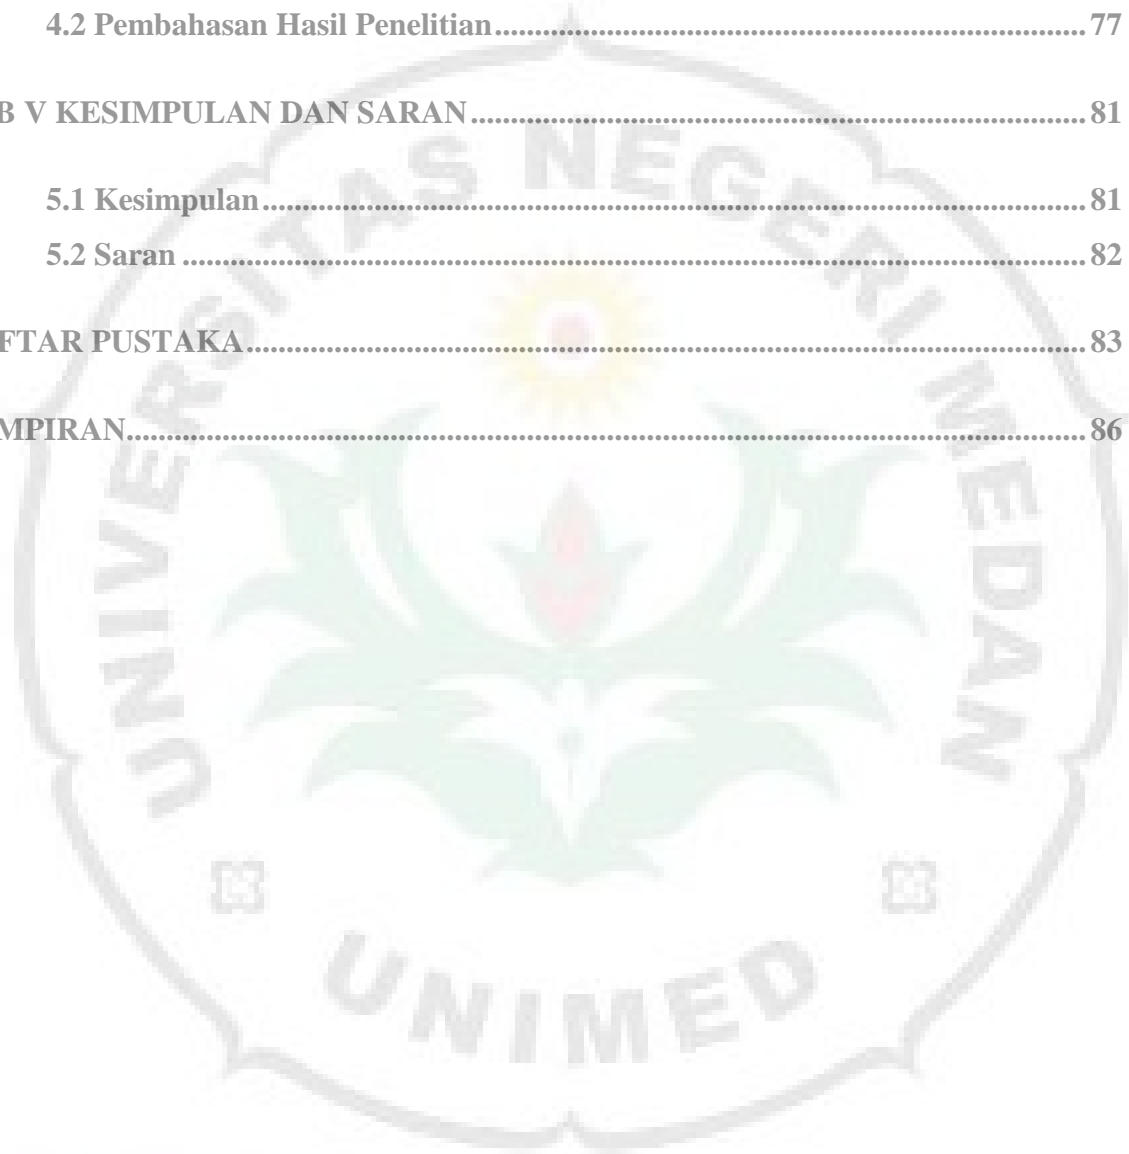 4.2 Pembahasan Hasil Penelitian.......................................................................... 77
B V KESIMPULAN DAN SARAN............................................................................. 81
5.1 Kesimpulan....................................................................................................... 81
5.2 Saran ................................................................................................................. 82
FTAR PUSTAKA......................................................................................................... 83
MPIRAN........................................................................................................................ 86
UNIVERSITAS NEGERI MEDAN
UNIMED